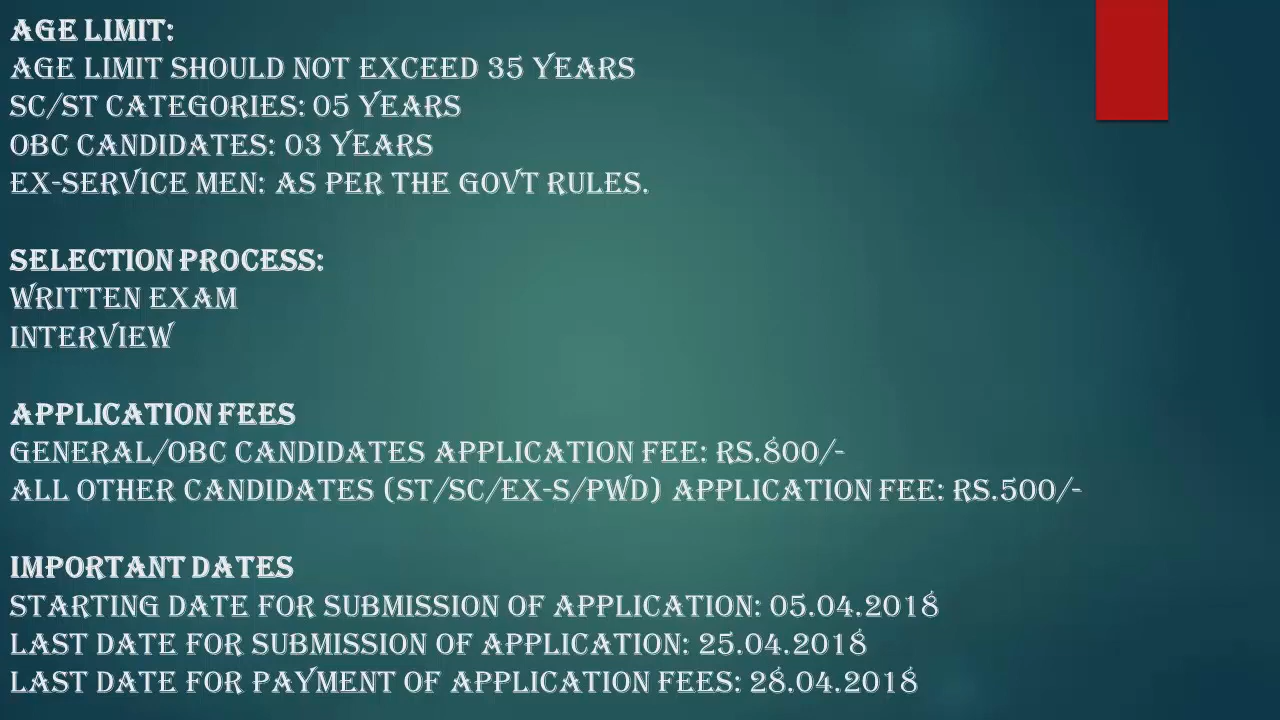 AGE LIMIT:
AGE LIMIT SHOULD NOT EXCEED 35 YEARS
SC/ST CATEGORIES: 05 YEARS
OBC CANDIDATES: 03 YEARS
EX-SERVICE MEN: AS PER THE GOVT RULES.
SELECTION PROCESS:
WRITTEN EXAM
INTERVIEW
APPLICATION FEES
GENERAL/OBC CANDIDATES APPLICATION FEE: RS.800/-
ALL OTHER CANDIDATES (ST/SC/EX-S/PWD) APPLICATION FEE: RS.500/-
IMPORTANT DATES
STARTING DATE FOR SUBMISSION OF APPLICATION: 05.04.2018
LAST DATE FOR SUBMISSION OF APPLICATION: 25.04.2018
LAST DATE FOR PAYMENT OF APPLICATION FEES: 28.04.2018